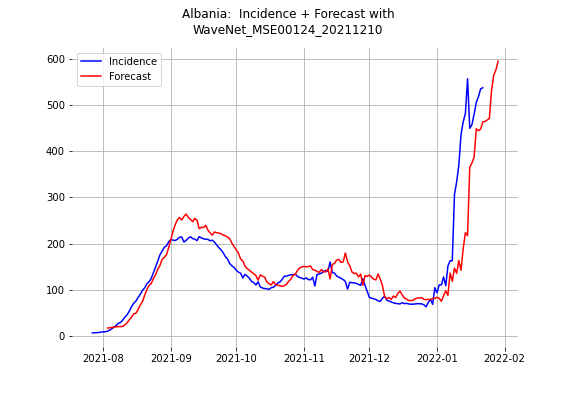 Albania:  Incidence + Forecast with
WaveNet_MSE00124_20211210
Incidence
Forecast
600
500
400
300
200
100
0
2021-08 2021-09 2021-10 2021-11 2021-12 2022-01 2022-02